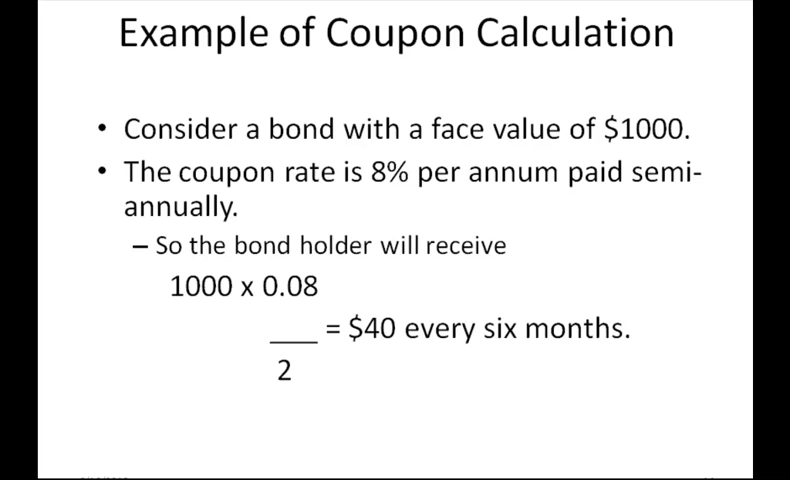 Example of Coupon Calculation
• Consider a bond with a face value of $1000.
• The coupon rate is 8% per annum paid semi-
annually.
– So the bond holder will receive
1000 x 0.08
___ = $40 every six months.
2